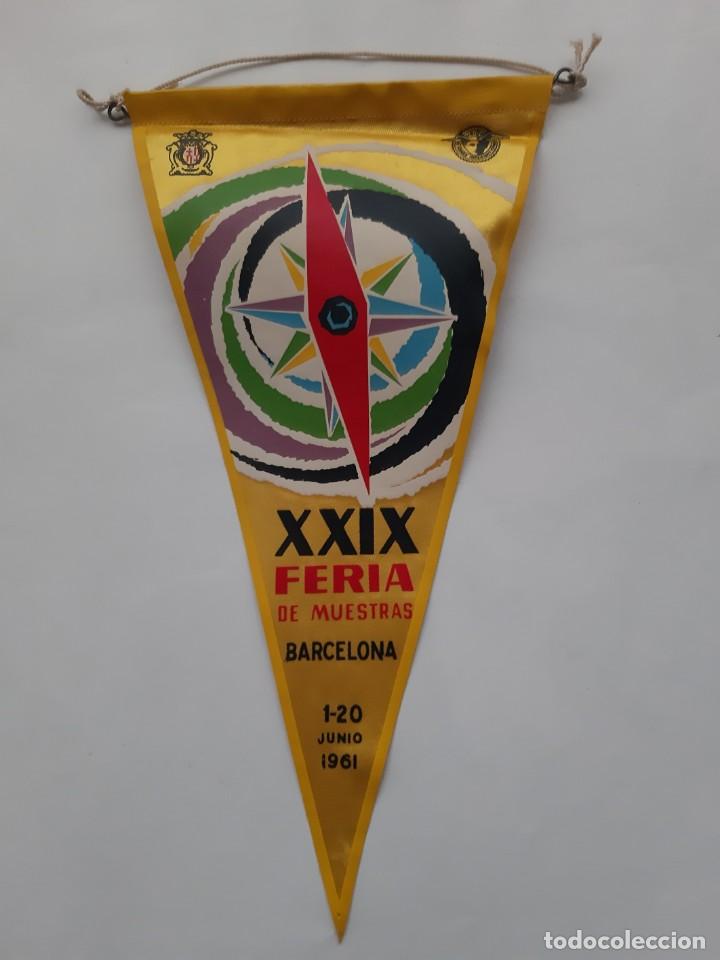 XXIX
FERIA
DE MUESTRAS
BARCELONA
1-20
JUNIO
1961
todocoleccion